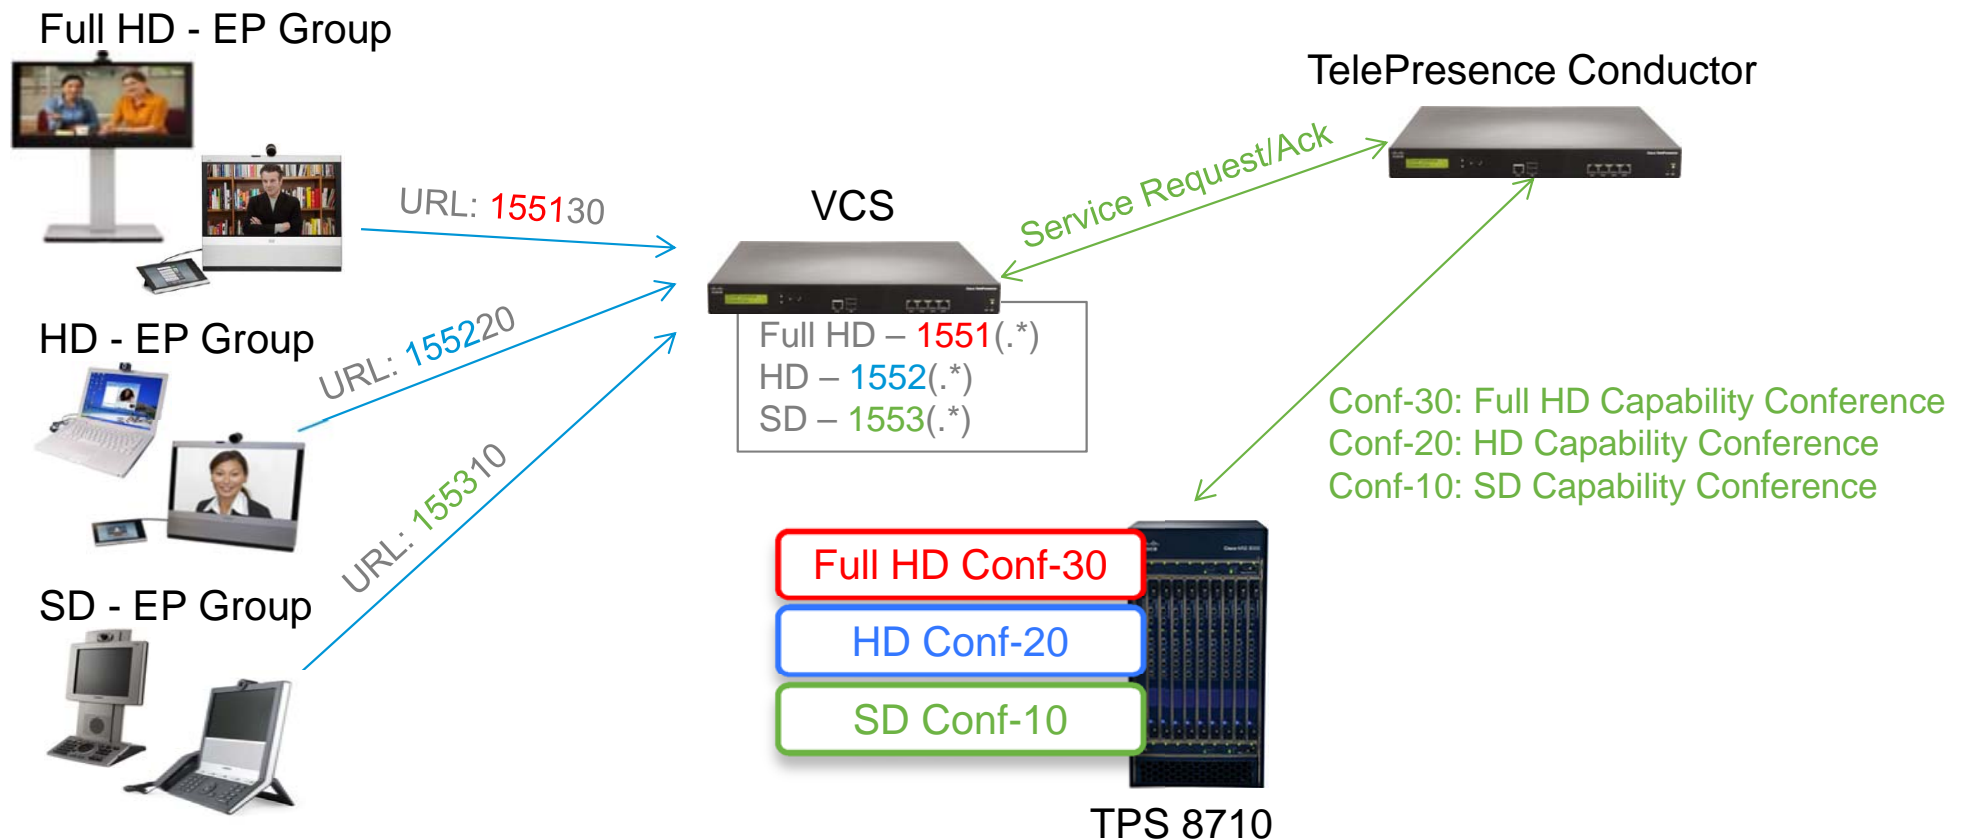 Full HD - EP Group
TelePresence Conductor
URL: 155130
VCS
Service Request/Ack
Full HD – 1551(.*)
HD – 1552(.*)
SD – 1553(.*)
HD - EP Group
URL: 155220
Conf-30: Full HD Capability Conference
Conf-20: HD Capability Conference
Conf-10: SD Capability Conference
URL: 155310
Full HD Conf-30
HD Conf-20
SD Conf-10
SD - EP Group
TPS 8710